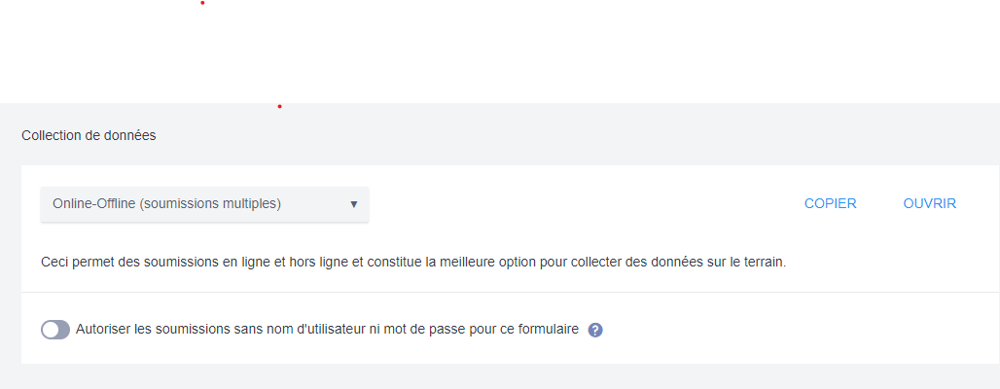 Collection de données
Online-Offline (soumissions multiples)
COPIER
OUVRIR
Ceci permet des soumissions en ligne et hors ligne et constitue la meilleure option pour collecter des données sur le terrain.
Autoriser les soumissions sans nom d'utilisateur ni mot de passe pour ce formulaire ?